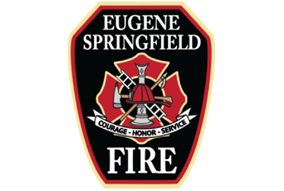 EUGENE
SPRINGFIELD
COURAGE - HONOR - SERVICE
FIRE